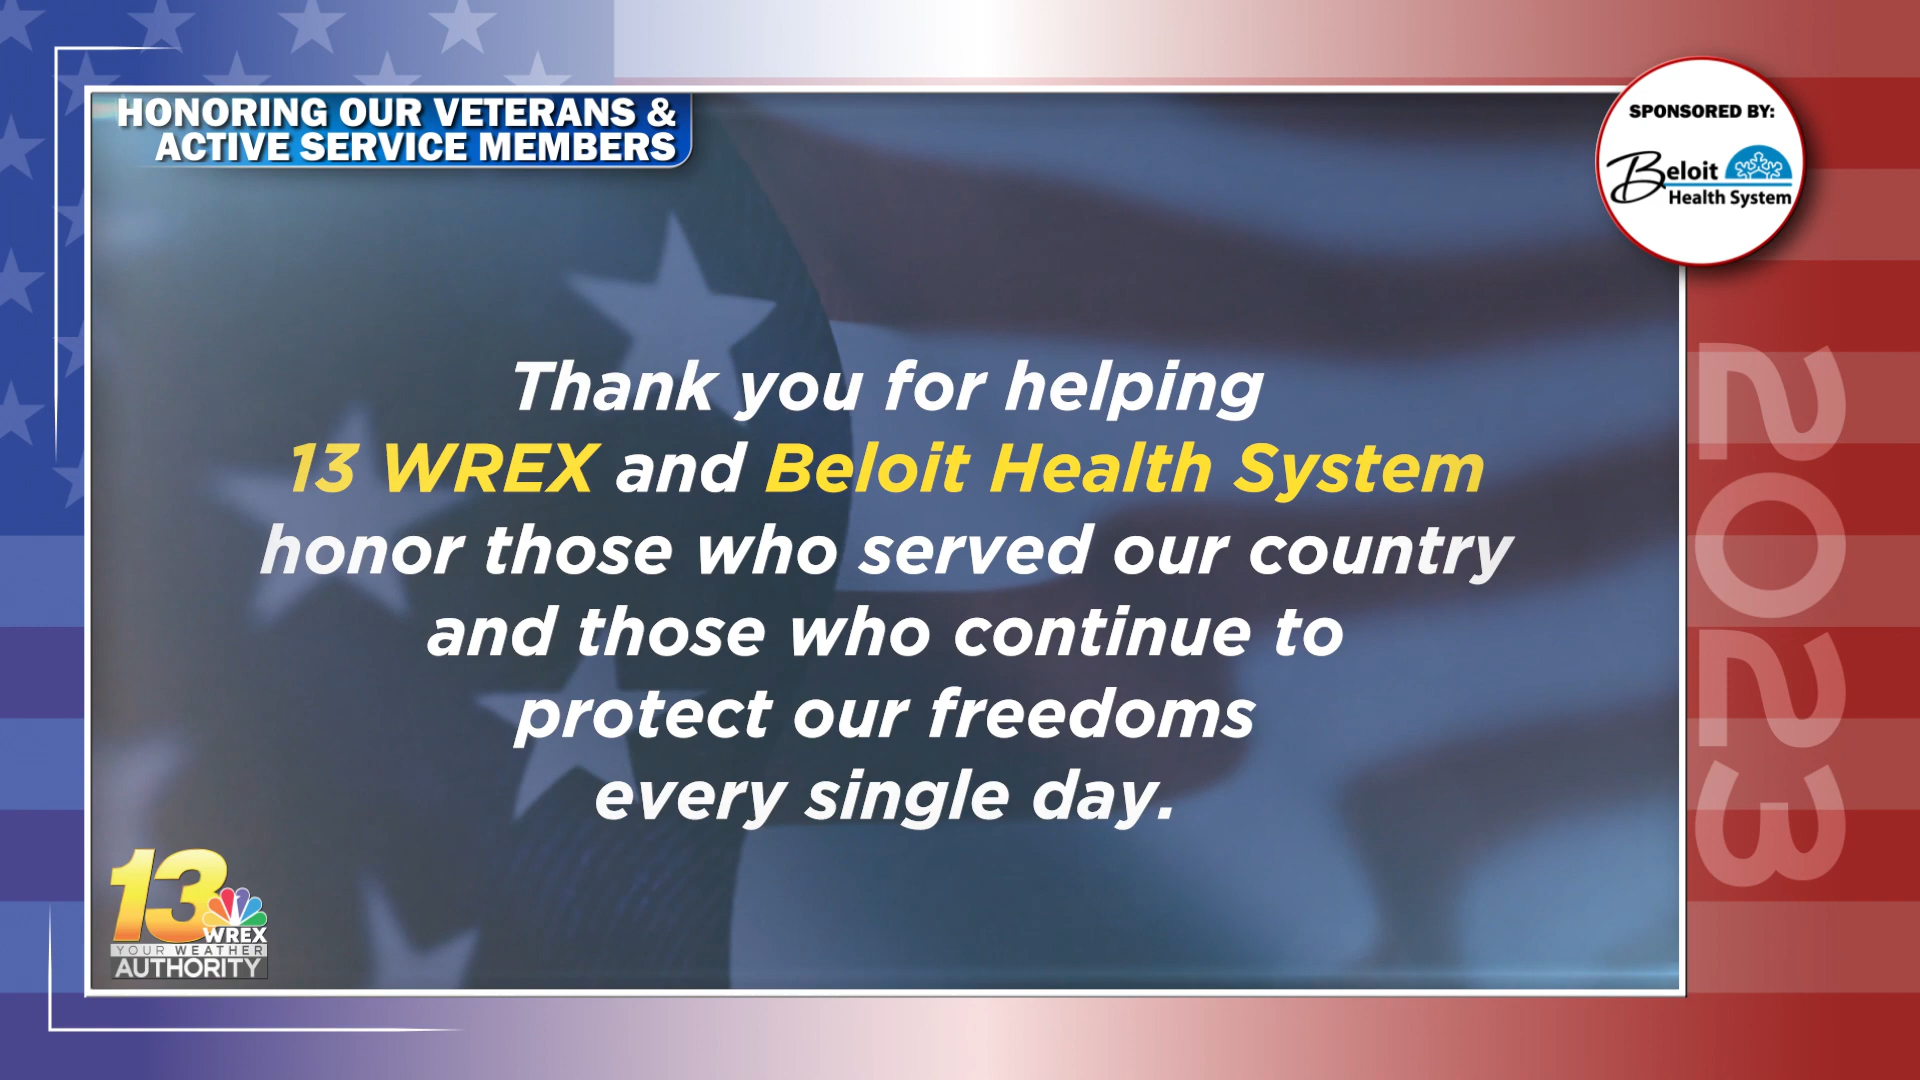 HONORING OUR VETERANS &
ACTIVE SERVICE MEMBERS
SPONSORED BY:
Beloit
Health System
Thank you for helping
13 WREX and Beloit Health System
honor those who served our country
and those who continue to
protect our freedoms
every single day.
2023
13
WREX
YOUR WEATHER
AUTHORITY